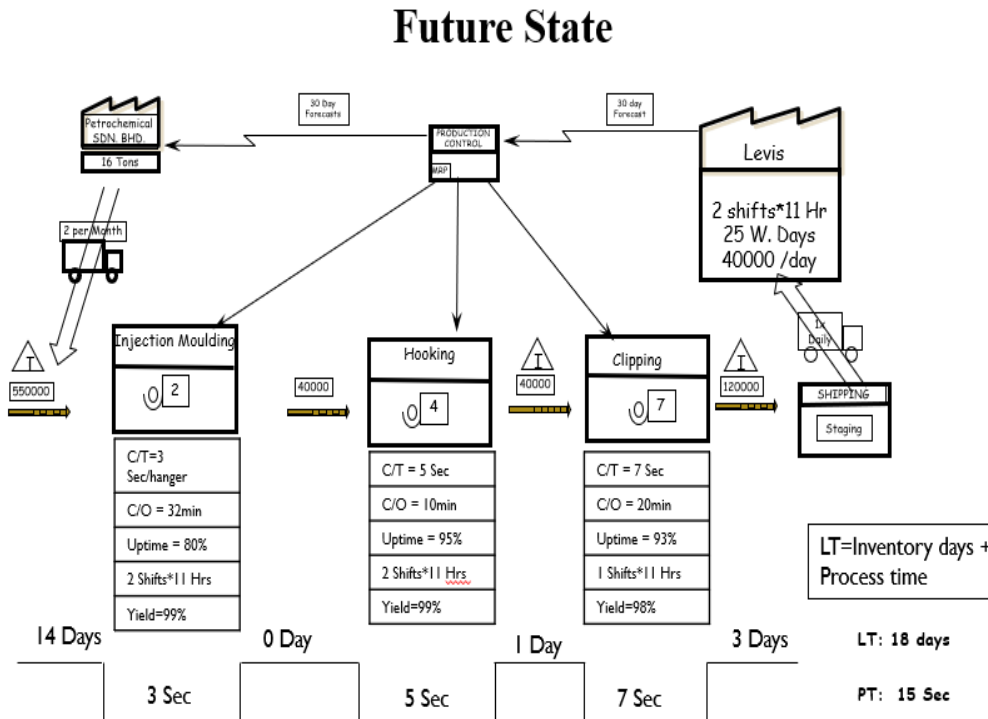 Future State
30 Day
Forecasts
30 day
Forecast
Petrochemical
SDN. BHD.
16 Tons
PRODUCTION
CONTROL
MRP
Levis
2 shifts*11 Hr
25 W. Days
40000 /day
2 per Month
1x
Daily
I
550000
Injection Moulding
2
40000
Hooking
4
I
40000
Clipping
7
I
120000
SHIPPING
Staging
C/T=3
Sec/hanger
C/O = 32min
Uptime = 80%
2 Shifts*11 Hrs
Yield=99%
C/T = 5 Sec
C/O = 10min
Uptime = 95%
2 Shifts*11 Hrs
Yield=99%
C/T = 7 Sec
C/O = 20min
Uptime = 93%
1 Shifts*11 Hrs
Yield=98%
LT=Inventory days +
Process time
14 Days
0 Day
1 Day
3 Days
LT: 18 days
3 Sec
5 Sec
7 Sec
PT: 15 Sec